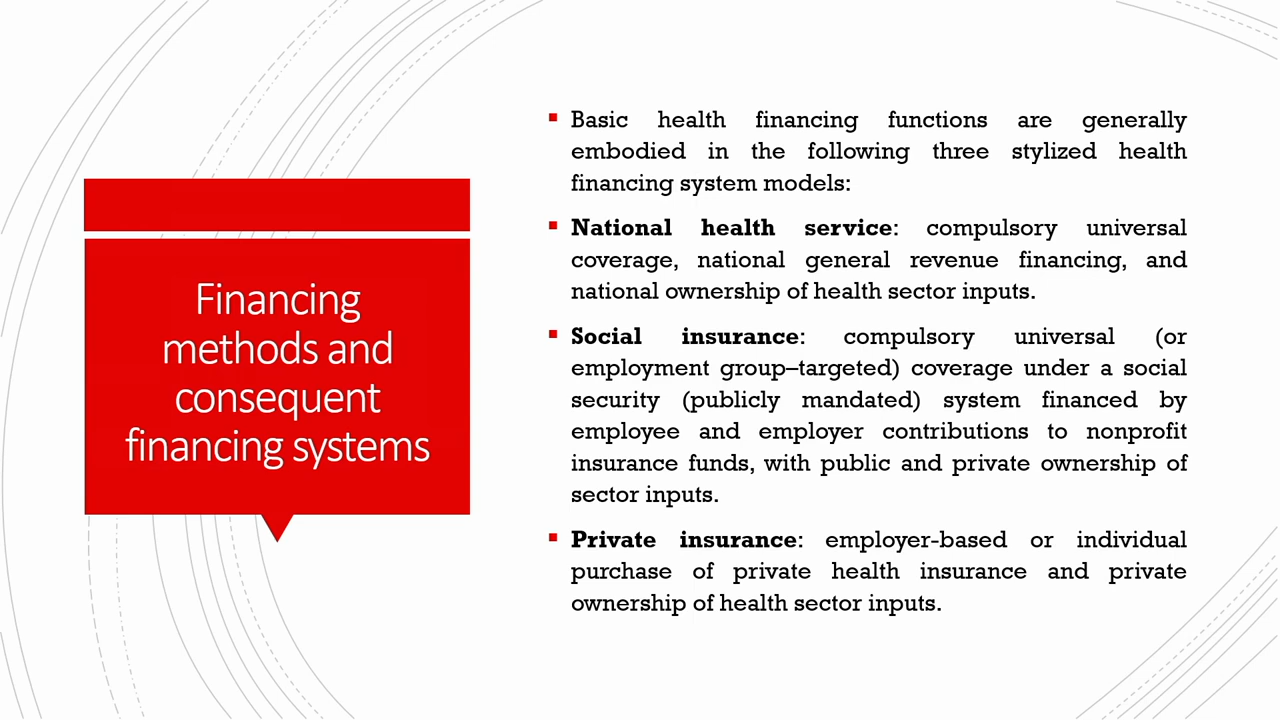 Financing
methods and
consequent
financing systems
Basic health financing functions are generally
embodied in the following three stylized health
financing system models:
National health service: compulsory universal
coverage, national general revenue financing, and
national ownership of health sector inputs.
Social insurance: compulsory universal (or
employment group–targeted) coverage under a social
security (publicly mandated) system financed by
employee and employer contributions to nonprofit
insurance funds, with public and private ownership of
sector inputs.
Private insurance: employer-based or individual
purchase of private health insurance and private
ownership of health sector inputs.